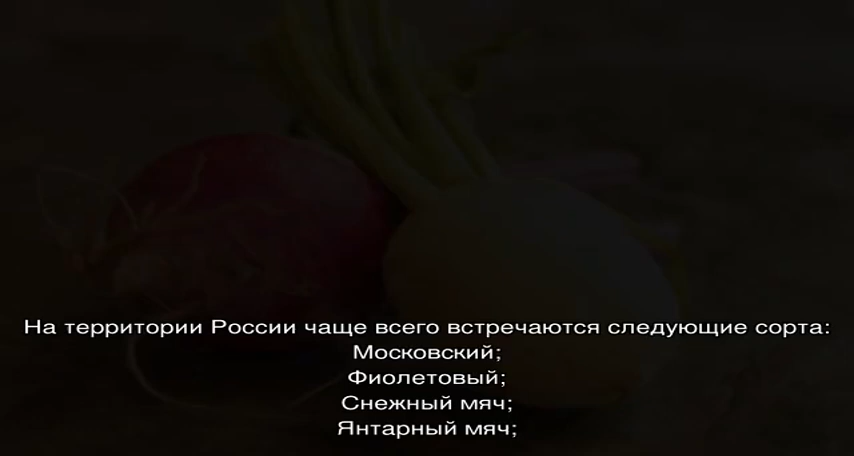 На территории России чаще всего встречаются следующие сорта:
Московский;
Фиолетовый;
Снежный мяч;
Янтарный мяч;